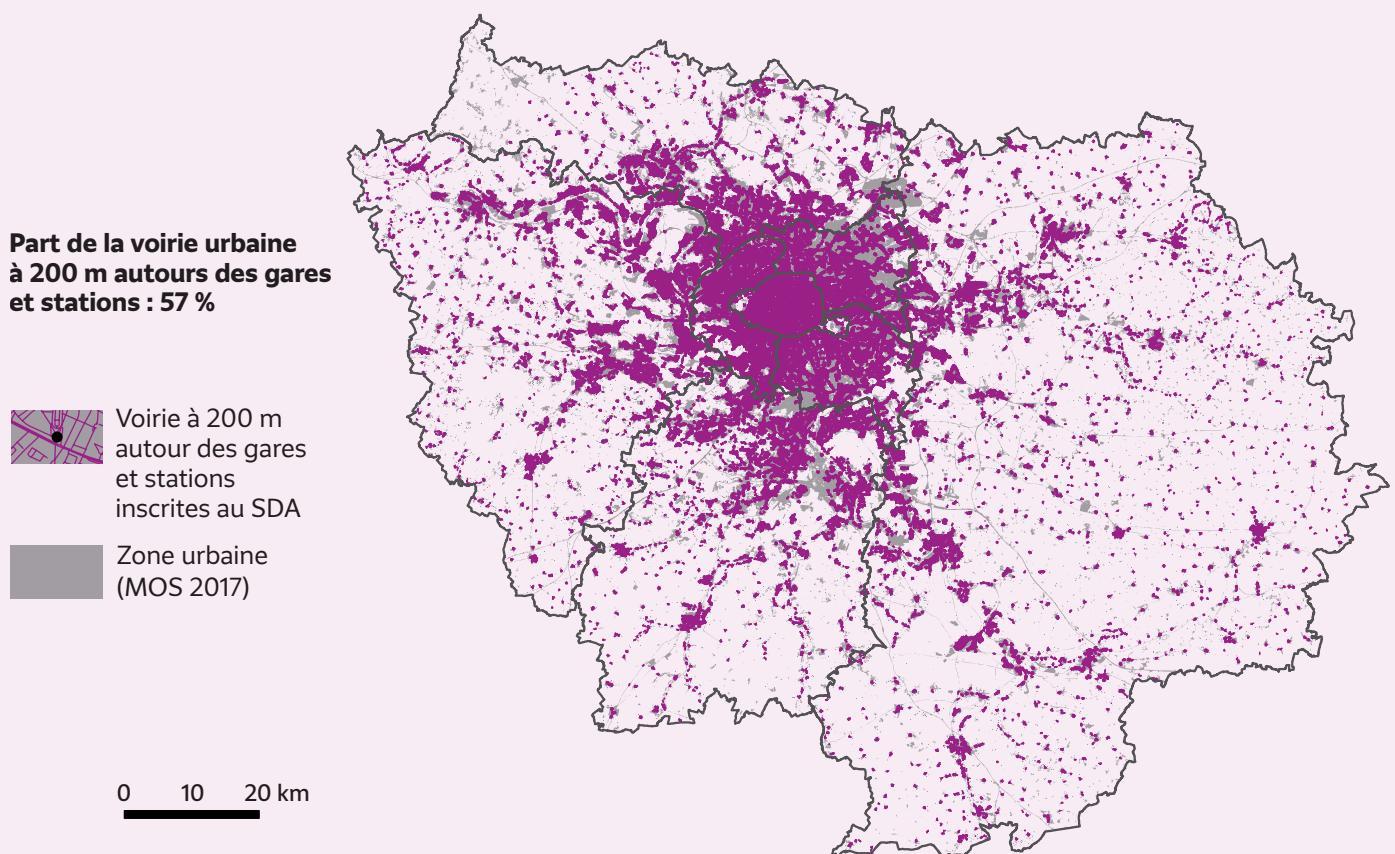 Part de la voirie urbaine
à 200 m autours des gares
et stations : 57 %
Voirie à 200 m
autour des gares
et stations
inscrites au SDA
Zone urbaine
(MOS 2017)
0 10 20 km